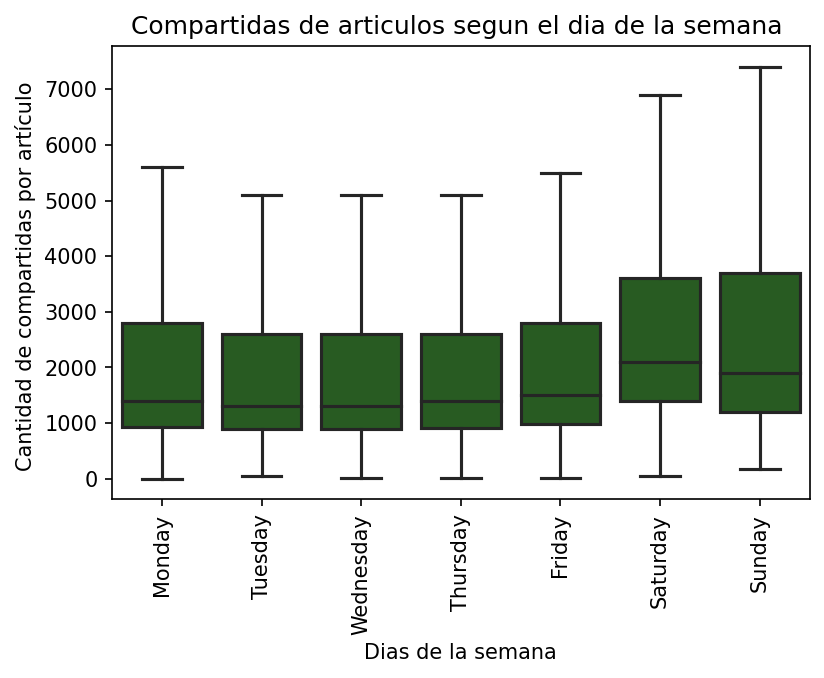 Compartidas de articulos segun el dia de la semana
Cantidad de compartidas por artículo
7000
6000
5000
4000
3000
2000
1000
0
Monday
Tuesday
Wednesday
Thursday
Friday
Saturday
Sunday
Dias de la semana